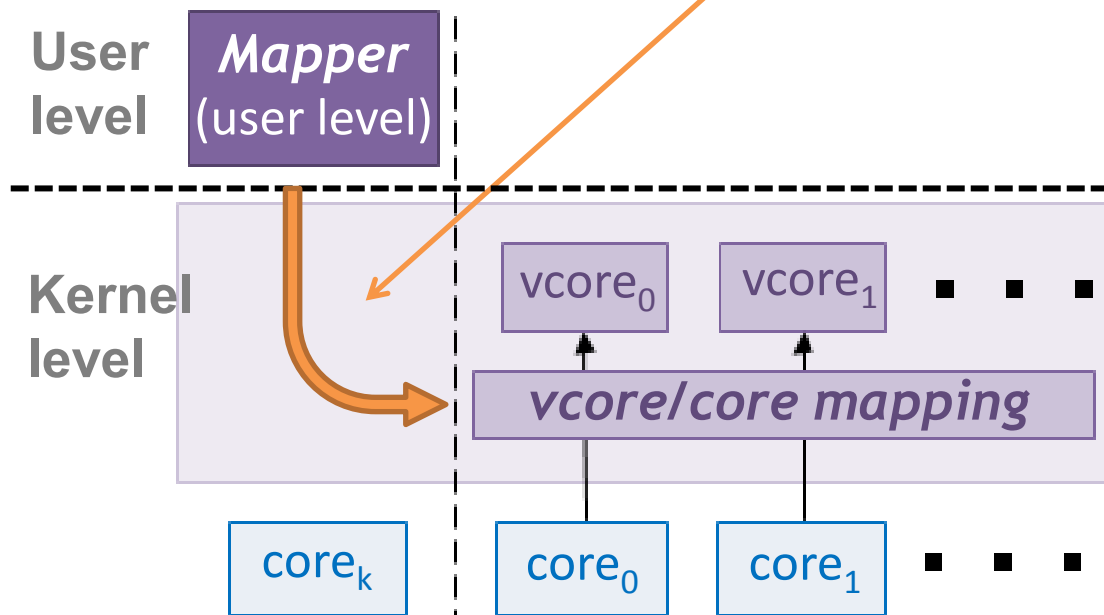 User
level
Mapper
(user level)
Kernel
level
vcore₀
vcore₁
vcore/core mapping
coreₖ
core₀
core₁